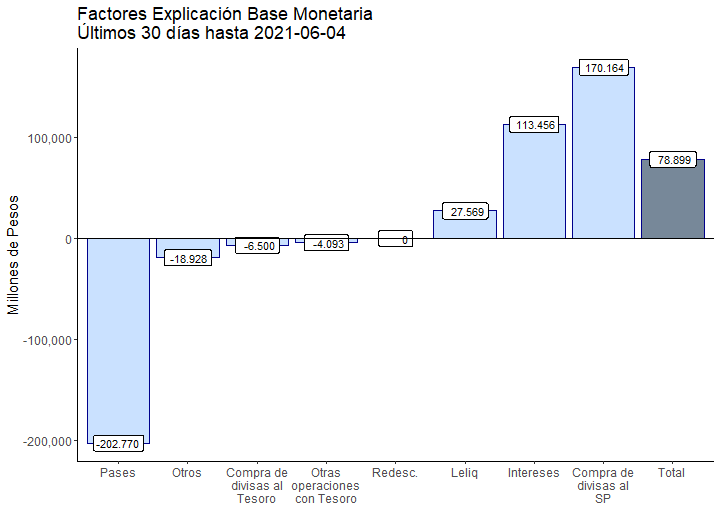 Factores Explicación Base Monetaria
Últimos 30 días hasta 2021-06-04
Millones de Pesos
100,000
0
-100,000
-200,000
-202.770
-18.928
-6.500
-4.093
0
27.569
113.456
170.164
78.899
Pases
Otros
Compra de
divisas al
Tesoro
Otras
operaciones
con Tesoro
Redesc.
Leliq
Intereses
Compra de
divisas al
SP
Total